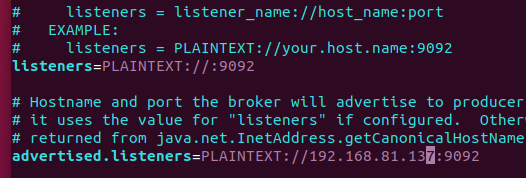 #     listeners = listener_name://host_name:port
#   EXAMPLE:
#     listeners = PLAINTEXT://your.host.name:9092
listeners=PLAINTEXT://:9092
# Hostname and port the broker will advertise to producer
# it uses the value for "listeners" if configured.  Otherw
# returned from java.net.InetAddress.getCanonicalHostName
advertised.listeners=PLAINTEXT://192.168.81.137:9092